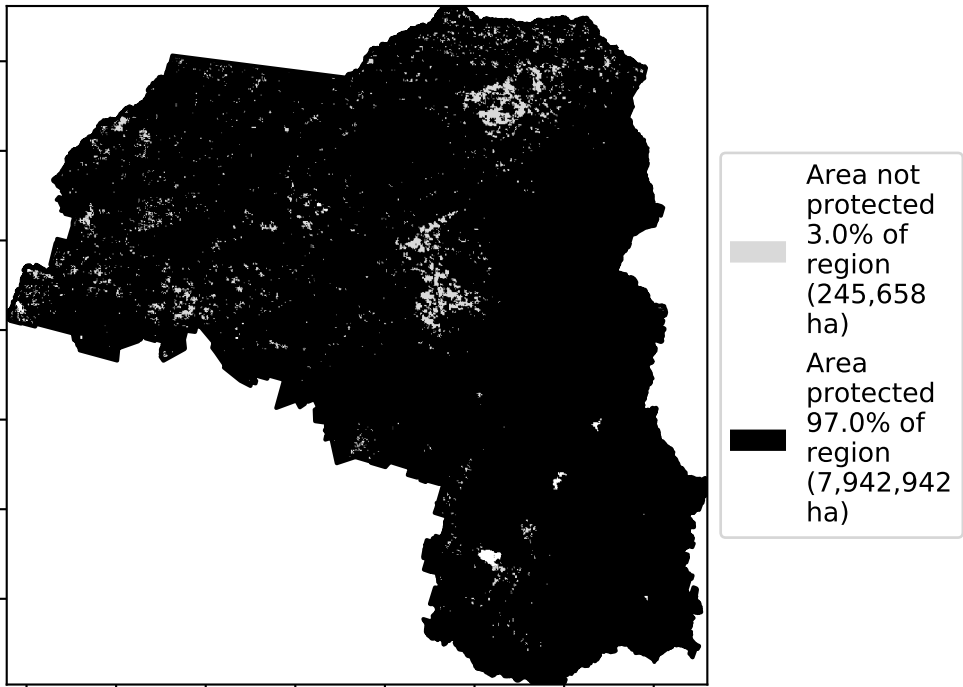 Area not
protected
3.0% of
region
(245,658
ha)
Area
protected
97.0% of
region
(7,942,942
ha)